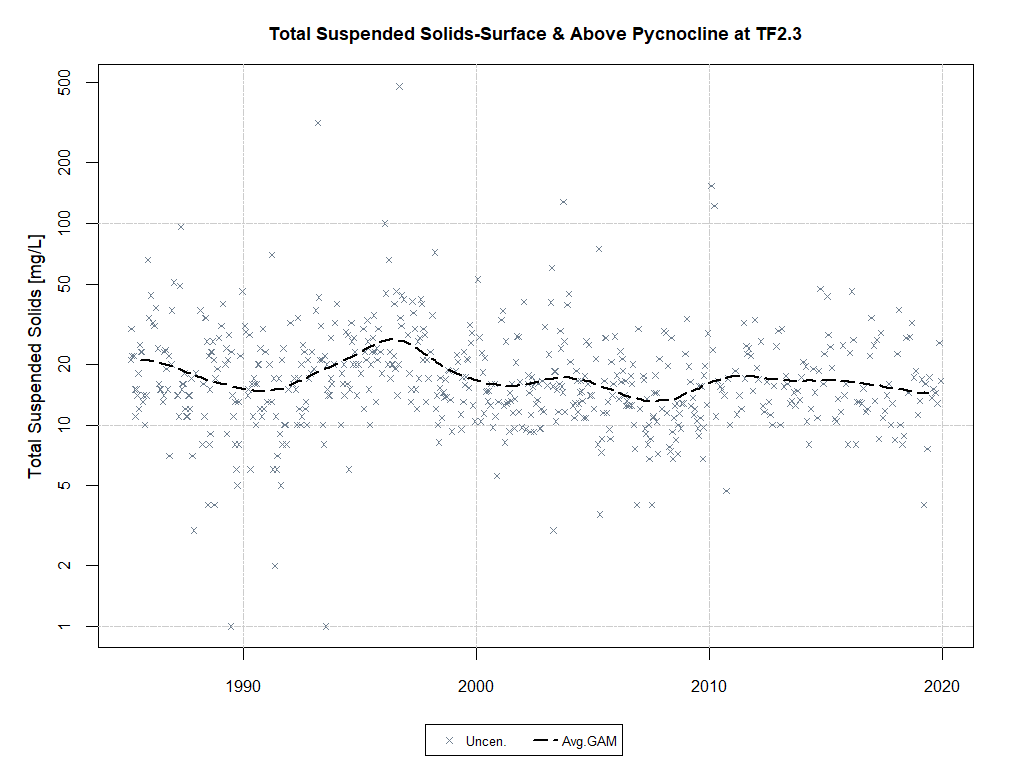 Total Suspended Solids-Surface & Above Pycnocline at TF2.3
Total Suspended Solids [mg/L]
500
200
100
50
20
10
5
2
1
1990 2000 2010 2020
Uncen. Avg.GAM